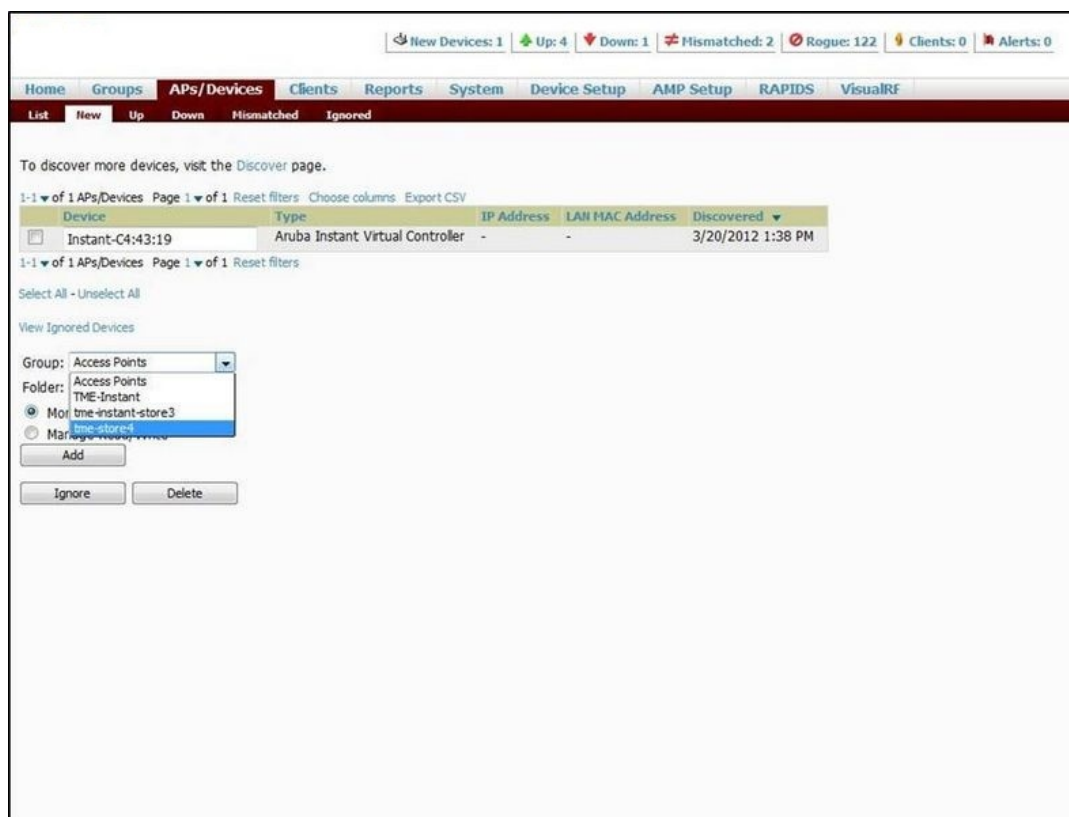 New Devices: 1 Up: 4 Down: 1 Mismatched: 2 Rogue: 122 Clients: 0 Alerts: 0
Home Groups APs/Devices Clients Reports System Device Setup AMP Setup RAPIDS VisualRF
List New Up Down Mismatched Ignored
To discover more devices, visit the Discover page.
1-1 of 1 APs/Devices Page 1 of 1 Reset filters Choose columns Export CSV
Device Type IP Address LAN MAC Address Discovered
Instant-C4:43:19 Aruba Instant Virtual Controller - - 3/20/2012 1:38 PM
1-1 of 1 APs/Devices Page 1 of 1 Reset filters
Select All - Unselect All
View Ignored Devices
Group: Access Points
Access Points
Folder: TME-Instant
Mor tme-instant-store3
tme-store4
Add
Ignore Delete